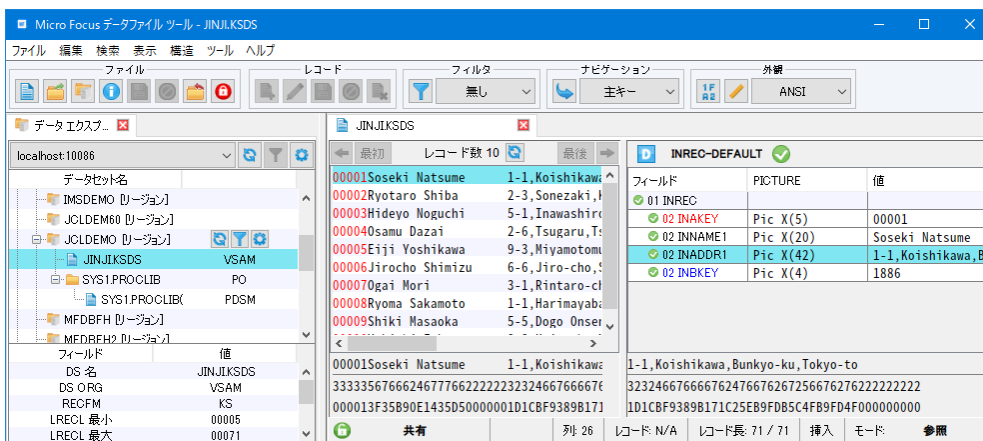 Micro Focus データファイル ツール - JINJI.KSDS
ファイル 編集 検索 表示 構造 ツール ヘルプ
ファイル レコード フィルタ ナビゲーション 外観
無し 主キー 1F A2 ANSI
データ エクスプ... JINJI.KSDS
localhost:10086 最初 レコード数 10 最後 D INREC-DEFAULT
データセット名
IMSDEMO [リージョン]
JCLDEM60 [リージョン]
JCLDEMO [リージョン]
JINJI.KSDS VSAM
SYS1.PROCLIB PO
SYS1.PROCLIB( PDSM
MFDBFH [リージョン]
MFDBFH2 [リージョン]
フィールド 値
DS 名 JINJI.KSDS
DS ORG VSAM
RECFM KS
LRECL 最小 00005
LRECL 最大 00071
00001Soseki Natsume 1-1,Koishikawa
00002Ryotaro Shiba 2-3,Sonezaki,
00003Hideyo Noguchi 5-1,Inawashiro
00004Osamu Dazai 2-6,Tsugaru,Ts
00005Eiji Yoshikawa 9-3,Miyamotomu
00006Jirocho Shimizu 6-6,Jiro-cho,
00007Ogai Mori 3-1,Rintaro-ch
00008Ryoma Sakamoto 1-1,Harimayaba
00009Shiki Masaoka 5-5,Dogo Onsen
フィールド PICTURE 値
01 INREC
02 INAKEY Pic X(5) 00001
02 INNAME1 Pic X(20) Soseki Natsume
02 INADDR1 Pic X(42) 1-1,Koishikawa,B
02 INBKEY Pic X(4) 1886
00001Soseki Natsume 1-1,Koishikawa
1-1,Koishikawa,Bunkyo-ku,Tokyo-to
共有 列: 26 レコード: N/A レコード長: 71 / 71 挿入 モード: 参照